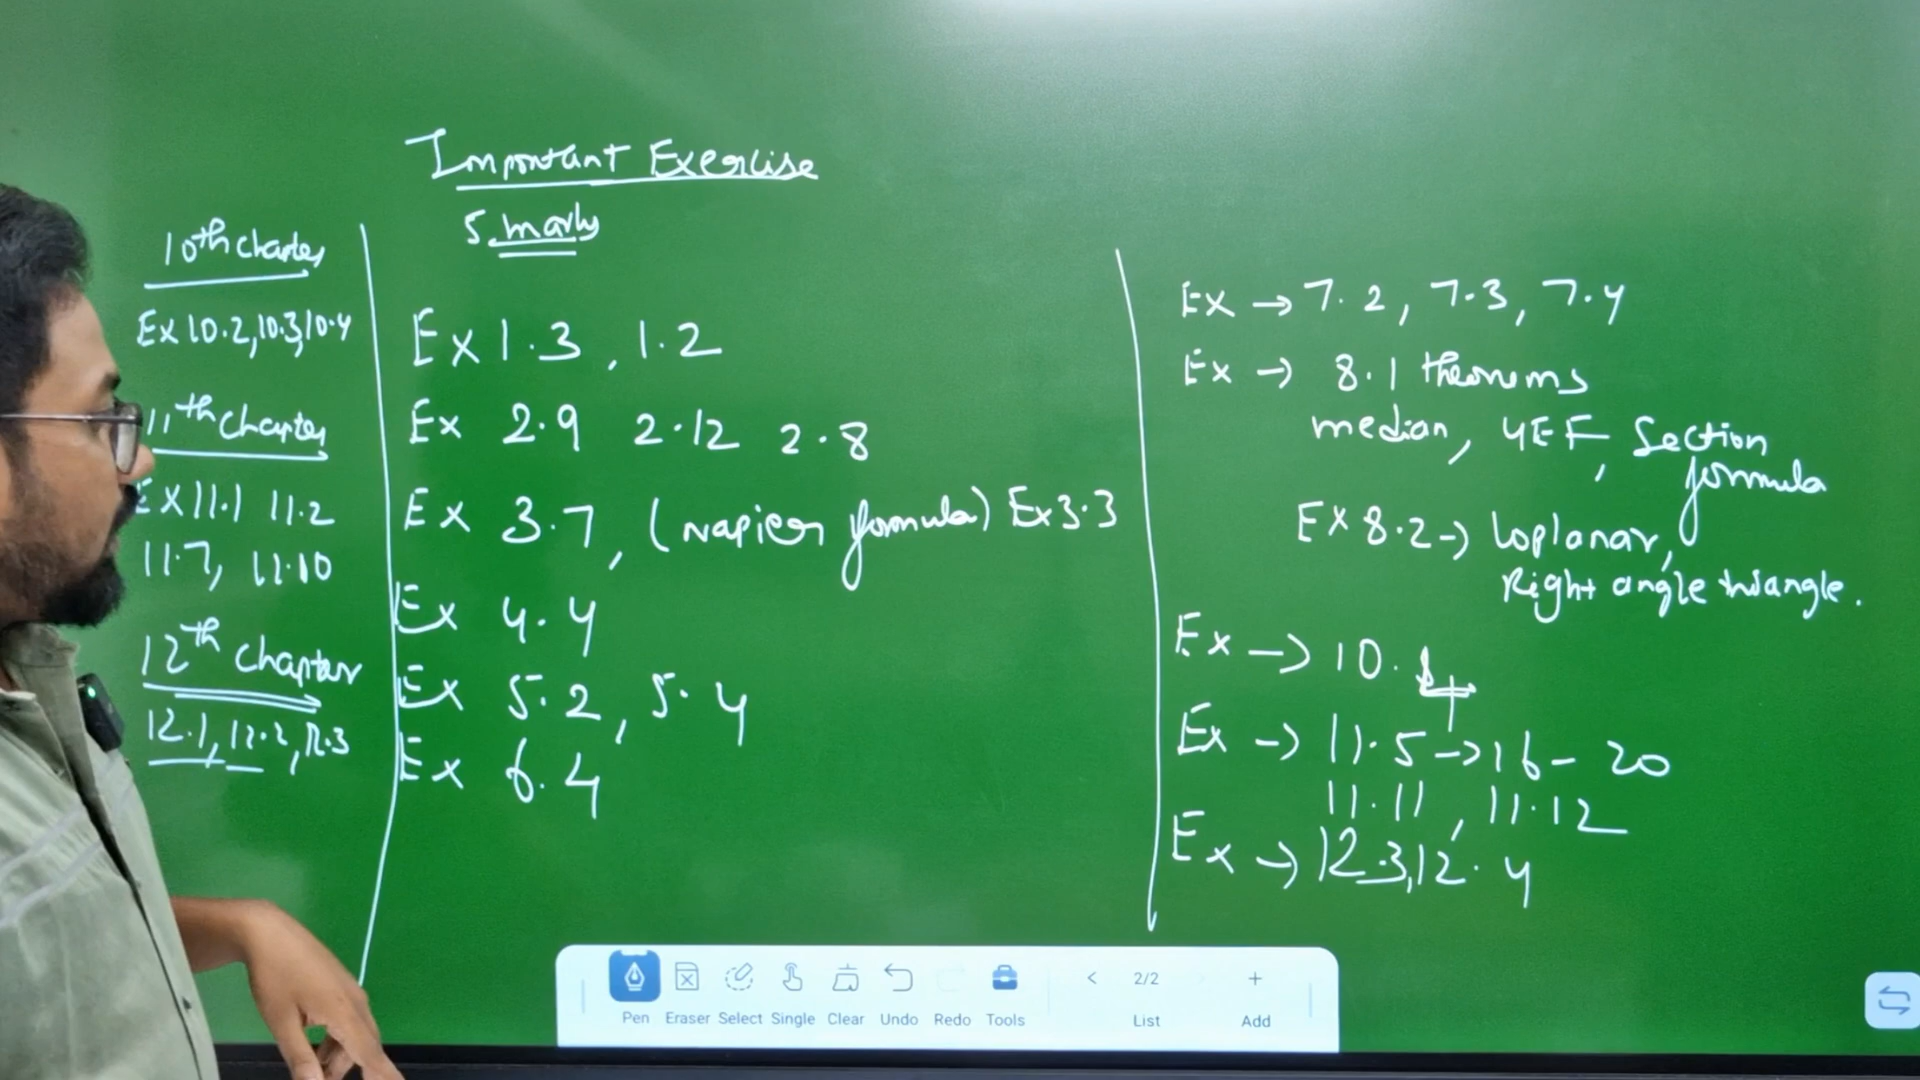 Important Exercise
5 marks
10th chapter
Ex 10.2, 10.3, 10.4
11th chapter
Ex 11.1 11.2
11.7, 11.10
12th chapter
12.1, 12.2, 12.3
Ex 1.3, 1.2
Ex 2.9 2.12 2.8
Ex 3.7, (Napier formula) Ex 3.3
Ex 4.4
Ex 5.2, 5.4
Ex 6.4
Ex → 7.2, 7.3, 7.4
Ex → 8.1 theorems
median, 4EF, Section
formula
Ex 8.2 → Coplanar,
Right angle triangle.
Ex → 10.
Ex → 11.5 → 16 - 20
11.11, 11.12
Ex → 12.3, 12.4
Pen Eraser Select Single Clear Undo Redo Tools < 2/2 List + Add